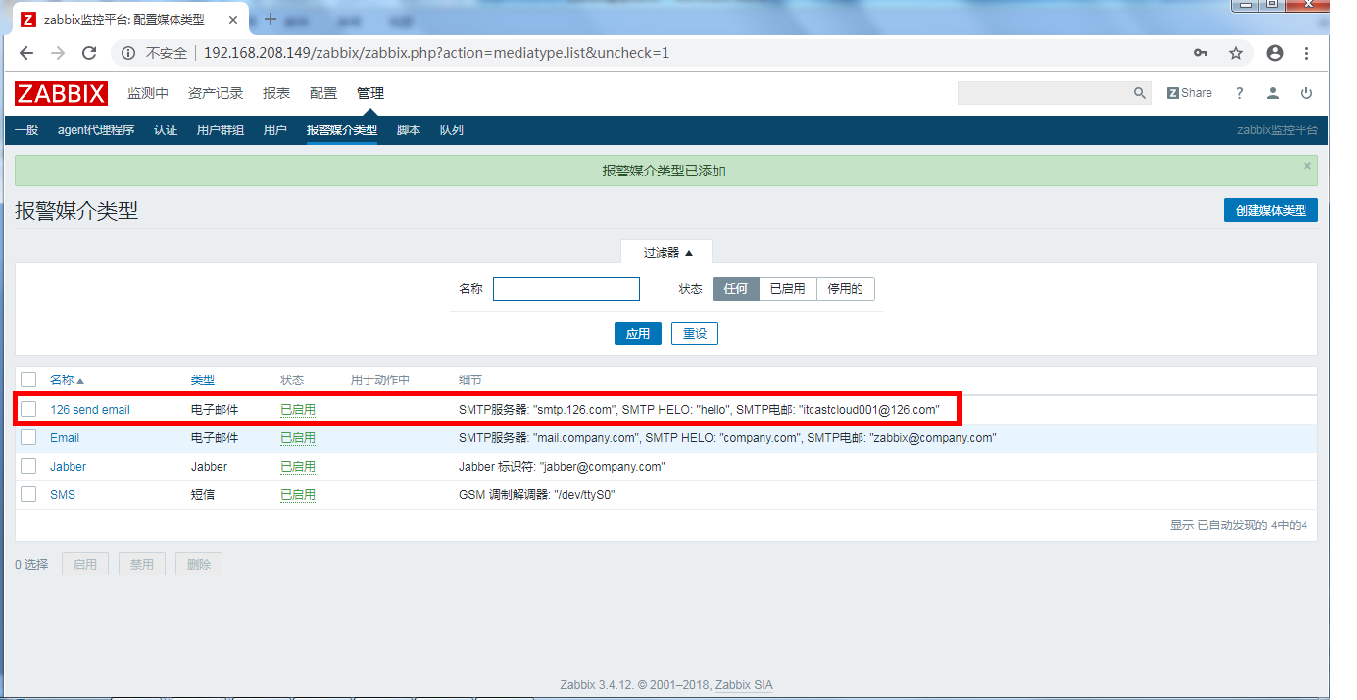 zabbix监控平台: 配置媒体类型
不安全 192.168.208.149/zabbix/zabbix.php?action=mediatype.list&uncheck=1
ZABBIX 监测中 资产记录 报表 配置 管理 Z Share ?
一般 agent代理程序 认证 用户群组 用户 报警媒介类型 脚本 队列 zabbix监控平台
报警媒介类型已添加
报警媒介类型 创建媒体类型
过滤器 ▲
名称 状态 任何 已启用 停用的
应用 重设
名称▲ 类型 状态 用于动作中 细节
126 send email 电子邮件 已启用 SMTP服务器: "smtp.126.com", SMTP HELO: "hello", SMTP电邮: "itcastcloud001@126.com"
Email 电子邮件 已启用 SMTP服务器: "mail.company.com", SMTP HELO: "company.com", SMTP电邮: "zabbix@company.com"
Jabber Jabber 已启用 Jabber 标识符: "jabber@company.com"
SMS 短信 已启用 GSM 调制解调器: "/dev/ttyS0"
显示 已自动发现的 4中的4
0 选择 启用 禁用 删除
Zabbix 3.4.12. © 2001–2018, Zabbix SIA